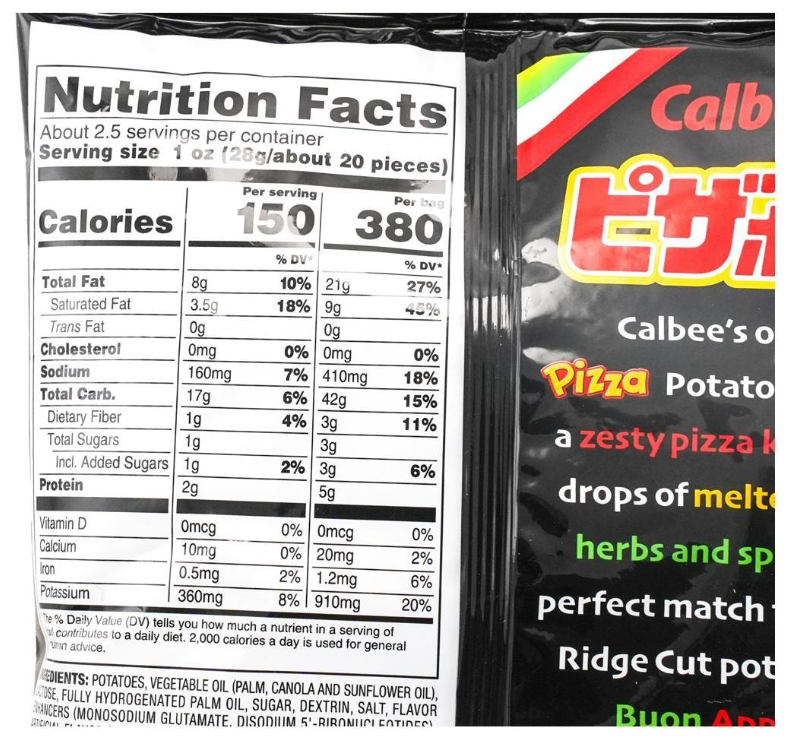 Nutrition Facts
About 2.5 servings per container
Serving size 1 oz (28g/about 20 pieces)
Per serving Per bag
Calories 150 380
% DV* % DV*
Total Fat 8g 10% 21g 27%
Saturated Fat 3.5g 18% 9g 45%
Trans Fat 0g 0g
Cholesterol 0mg 0% 0mg 0%
Sodium 160mg 7% 410mg 18%
Total Carb. 17g 6% 42g 15%
Dietary Fiber 1g 4% 3g 11%
Total Sugars 1g 3g
Incl. Added Sugars 1g 2% 3g 6%
Protein 2g 5g
Vitamin D 0mcg 0% 0mcg 0%
Calcium 10mg 0% 20mg 2%
Iron 0.5mg 2% 1.2mg 6%
Potassium 360mg 8% 910mg 20%
The % Daily Value (DV) tells you how much a nutrient in a serving of
contributes to a daily diet. 2,000 calories a day is used for general
advice.
POTATOES, VEGETABLE OIL (PALM, CANOLA AND SUNFLOWER OIL),
FULLY HYDROGENATED PALM OIL, SUGAR, DEXTRIN, SALT, FLAVOR
(MONOSODIUM GLUTAMATE, DISODIUM 5'-RIBONUCLEOTIDES)
Calb
ピザ
Calbee's o
Pizza Potato
a zesty pizza k
drops of melte
herbs and sp
perfect match
Ridge Cut pot
Buon App